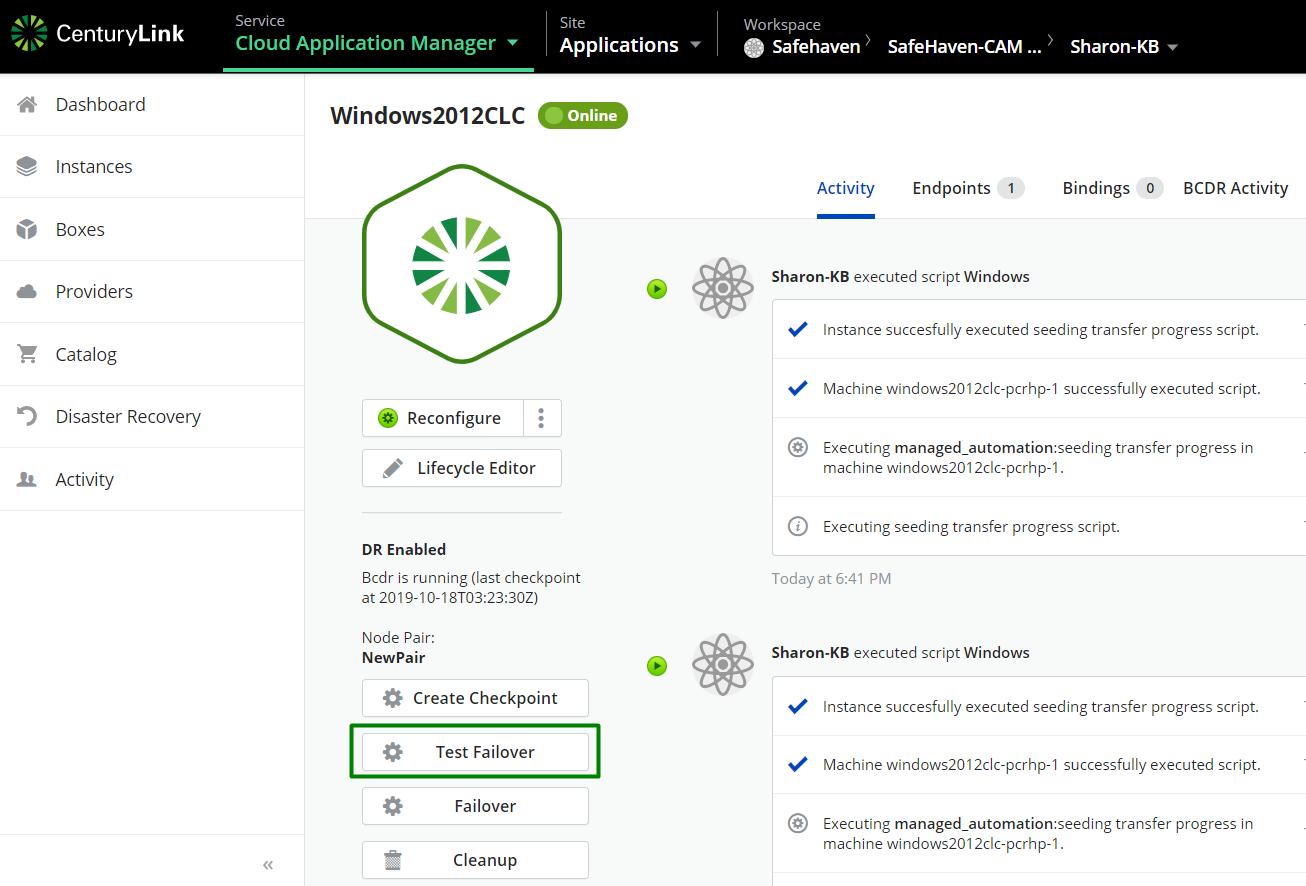 CenturyLink
Service
Cloud Application Manager
Site
Applications
Workspace
Safehaven
SafeHaven-CAM ...
Sharon-KB
Dashboard
Instances
Boxes
Providers
Catalog
Disaster Recovery
Activity
«
Windows2012CLC
Online
Activity
Endpoints 1
Bindings 0
BCDR Activity
Reconfigure
Lifecycle Editor
DR Enabled
Bcdr is running (last checkpoint
at 2019-10-18T03:23:30Z)
Node Pair:
NewPair
Create Checkpoint
Test Failover
Failover
Cleanup
Sharon-KB executed script Windows
Instance succesfully executed seeding transfer progress script.
Machine windows2012clc-pcrhp-1 successfully executed script.
Executing managed_automation:seeding transfer progress in
machine windows2012clc-pcrhp-1.
Executing seeding transfer progress script.
Today at 6:41 PM
Sharon-KB executed script Windows
Instance succesfully executed seeding transfer progress script.
Machine windows2012clc-pcrhp-1 successfully executed script.
Executing managed_automation:seeding transfer progress in
machine windows2012clc-pcrhp-1.